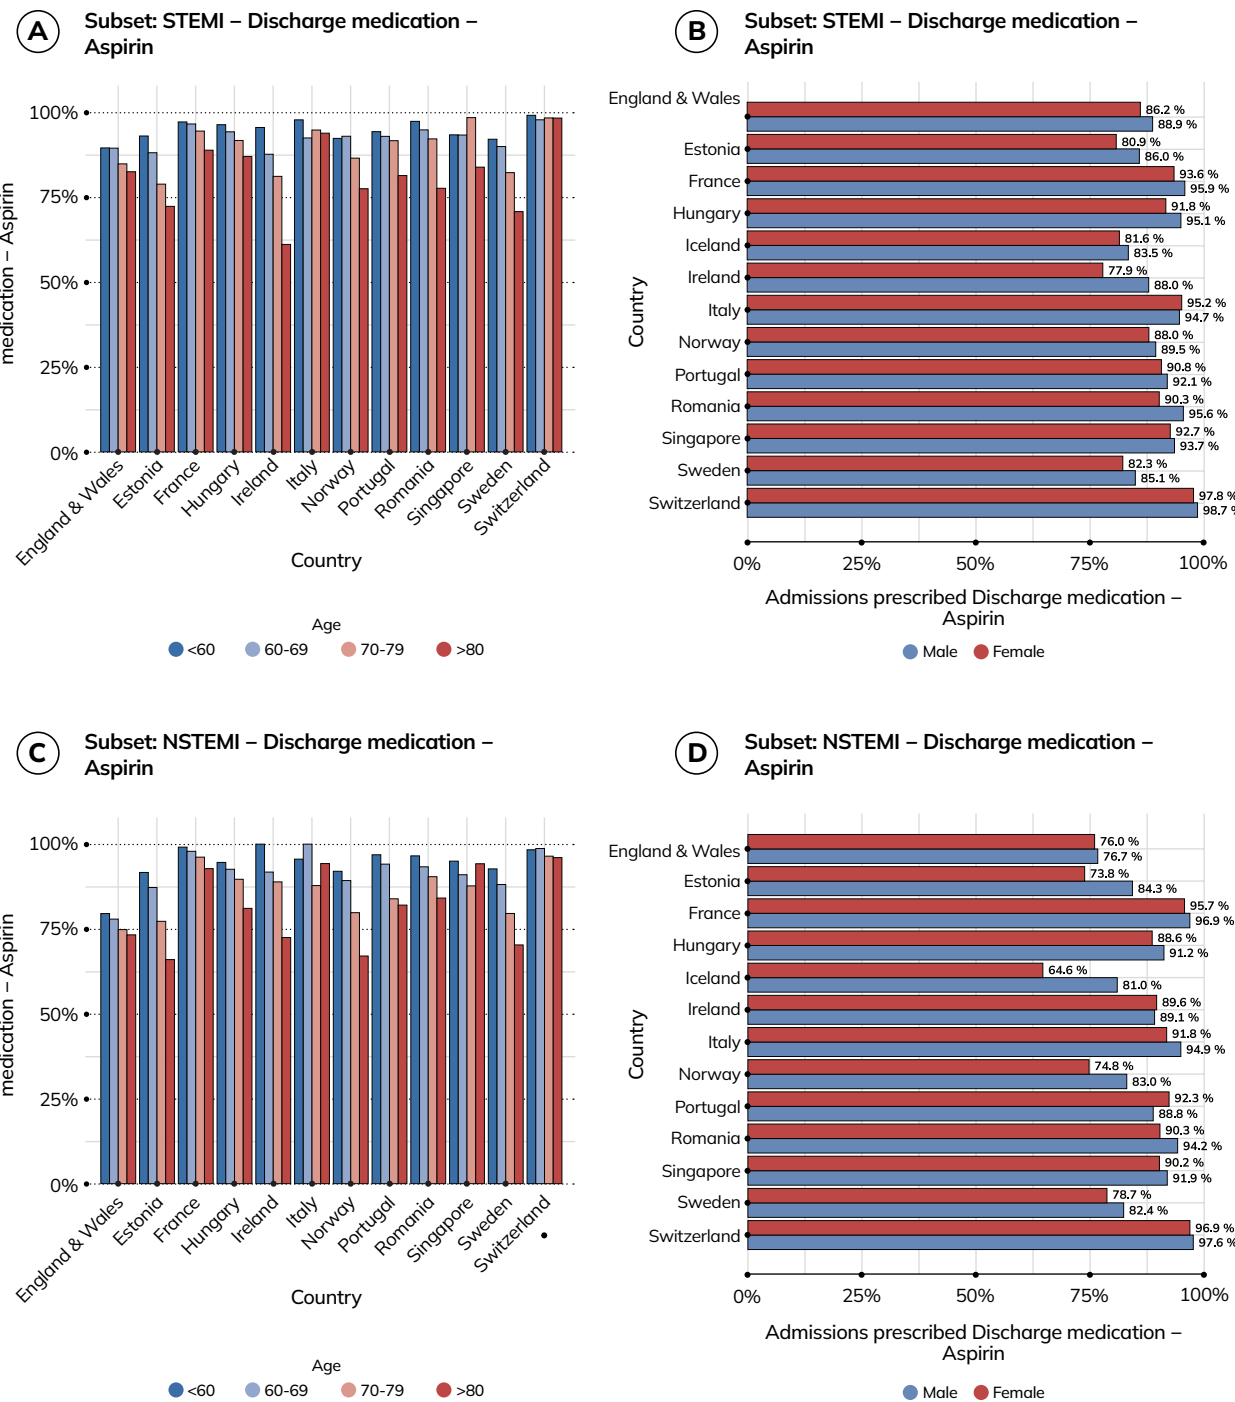 A
Subset: STEMI – Discharge medication –
Aspirin
medication – Aspirin
100%
75%
50%
25%
0%
England & Wales
Estonia
France
Hungary
Ireland
Italy
Norway
Portugal
Romania
Singapore
Sweden
Switzerland
Country
Age
<60
60-69
70-79
>80
B
Subset: STEMI – Discharge medication –
Aspirin
Country
England & Wales
86.2 %
88.9 %
Estonia
80.9 %
86.0 %
France
93.6 %
95.9 %
Hungary
91.8 %
95.1 %
Iceland
81.6 %
83.5 %
Ireland
77.9 %
88.0 %
Italy
95.2 %
94.7 %
Norway
88.0 %
89.5 %
Portugal
90.8 %
92.1 %
Romania
90.3 %
95.6 %
Singapore
92.7 %
93.7 %
Sweden
82.3 %
85.1 %
Switzerland
97.8 %
98.7 %
0%
25%
50%
75%
100%
Admissions prescribed Discharge medication –
Aspirin
Male
Female
C
Subset: NSTEMI – Discharge medication –
Aspirin
medication – Aspirin
100%
75%
50%
25%
0%
England & Wales
Estonia
France
Hungary
Ireland
Italy
Norway
Portugal
Romania
Singapore
Sweden
Switzerland
Country
Age
<60
60-69
70-79
>80
D
Subset: NSTEMI – Discharge medication –
Aspirin
Country
England & Wales
76.0 %
76.7 %
Estonia
73.8 %
84.3 %
France
95.7 %
96.9 %
Hungary
88.6 %
91.2 %
Iceland
64.6 %
81.0 %
Ireland
89.6 %
89.1 %
Italy
91.8 %
94.9 %
Norway
74.8 %
83.0 %
Portugal
92.3 %
88.8 %
Romania
90.3 %
94.2 %
Singapore
90.2 %
91.9 %
Sweden
78.7 %
82.4 %
Switzerland
96.9 %
97.6 %
0%
25%
50%
75%
100%
Admissions prescribed Discharge medication –
Aspirin
Male
Female